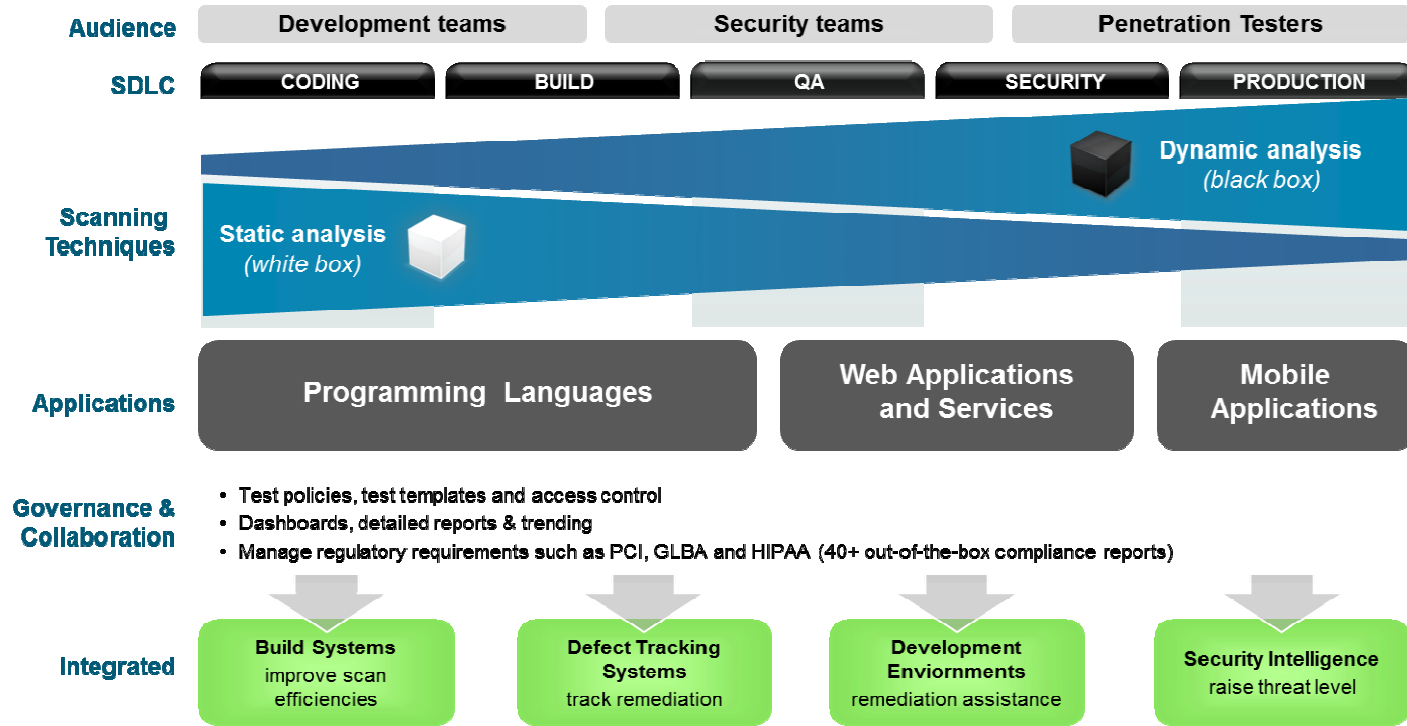 Audience
Development teams
Security teams
Penetration Testers
SDLC
CODING
BUILD
QA
SECURITY
PRODUCTION
Scanning
Techniques
Dynamic analysis
(black box)
Static analysis
(white box)
Applications
Programming Languages
Web Applications
and Services
Mobile
Applications
Governance &
Collaboration
• Test policies, test templates and access control
• Dashboards, detailed reports & trending
• Manage regulatory requirements such as PCI, GLBA and HIPAA (40+ out-of-the-box compliance reports)
Integrated
Build Systems
improve scan
efficiencies
Defect Tracking
Systems
track remediation
Development
Enviornments
remediation assistance
Security Intelligence
raise threat level